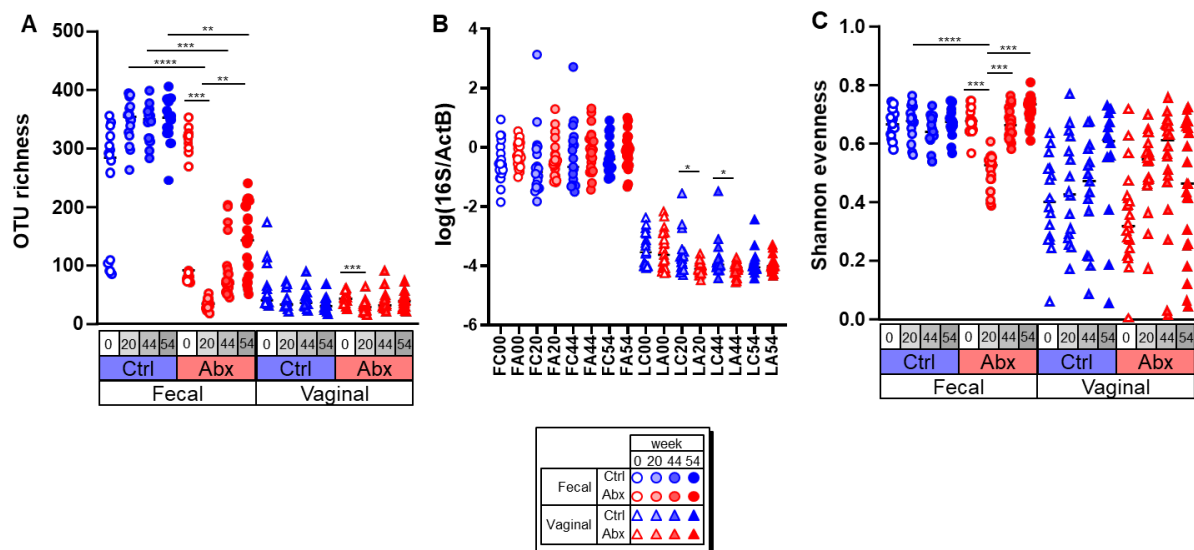 A
OTU richness
500
400
300
200
100
0
**
***
****
**
***
***
0 20 44 54 0 20 44 54 0 20 44 54 0 20 44 54
Ctrl Abx Ctrl Abx
Fecal Vaginal
B
log(16S/ActB)
4
2
0
-2
-4
-6
*
*
FC00 FA00 FC20 FA20 FC44 FA44 FC54 FA54 LC00 LA00 LC20 LA20 LC44 LA44 LC54 LA54
C
Shannon evenness
1.0
0.8
0.6
0.4
0.2
0.0
****
***
***
***
0 20 44 54 0 20 44 54 0 20 44 54 0 20 44 54
Ctrl Abx Ctrl Abx
Fecal Vaginal
week
0 20 44 54
Fecal Ctrl
Abx
Vaginal Ctrl
Abx